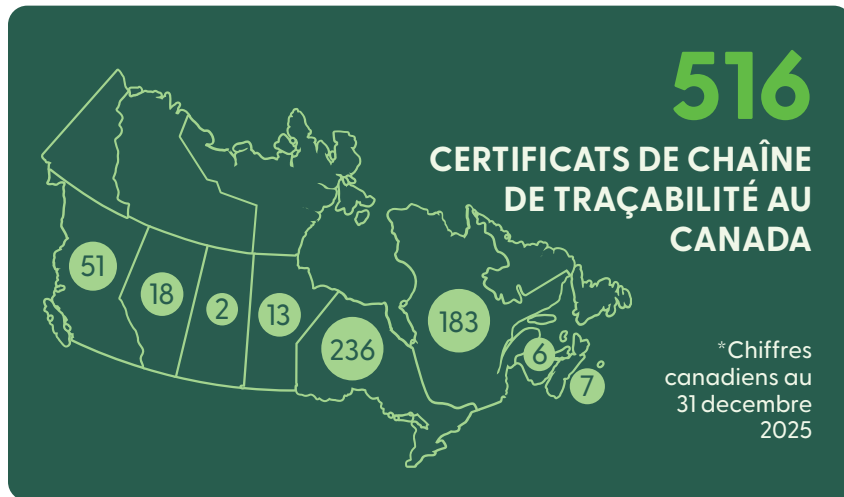 516
CERTIFICATS DE CHAÎNE
DE TRAÇABILITÉ AU
CANADA
51
18
2
13
236
183
6
7
*Chiffres
canadiens au
31 decembre
2025